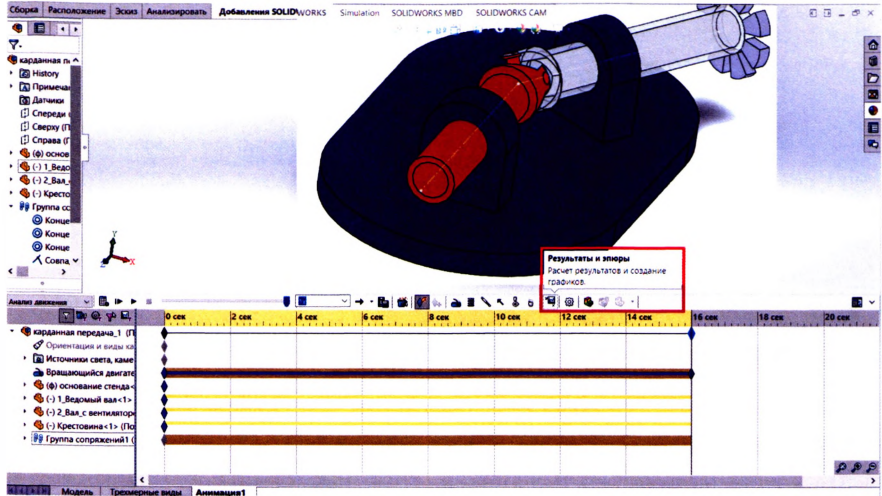 Сборка Расположение Эскиз Анализировать Добавления SOLIDWORKS Simulation SOLIDWORKS MBD SOLIDWORKS CAM
карданная пе
History
Примеча
Датчики
Спереди
Сверху (П
Справа (Г
(ф) основ
(-) 1_Ведо
(-) 2_Вал_
(-) Кресто
Группа сс
Конце
Конце
Конце
Совпа,
Y
Z X
Результаты и эпюры
Расчет результатов и создание
графиков.
Анализ движения
0 сек 2 сек 4 сек 6 сек 8 сек 10 сек 12 сек 14 сек 16 сек 18 сек 20 сек
карданная передача_1 (П
Ориентация и виды ка
Источники света, каме
Вращающийся двигате
(ф) основание стенда<
(-) 1_Ведомый вал<1>
(-) 2_Вал_с вентилятор
(-) Крестовина<1> (По
Группа сопряжений1 (
Модель Трехмерные виды Анимация1